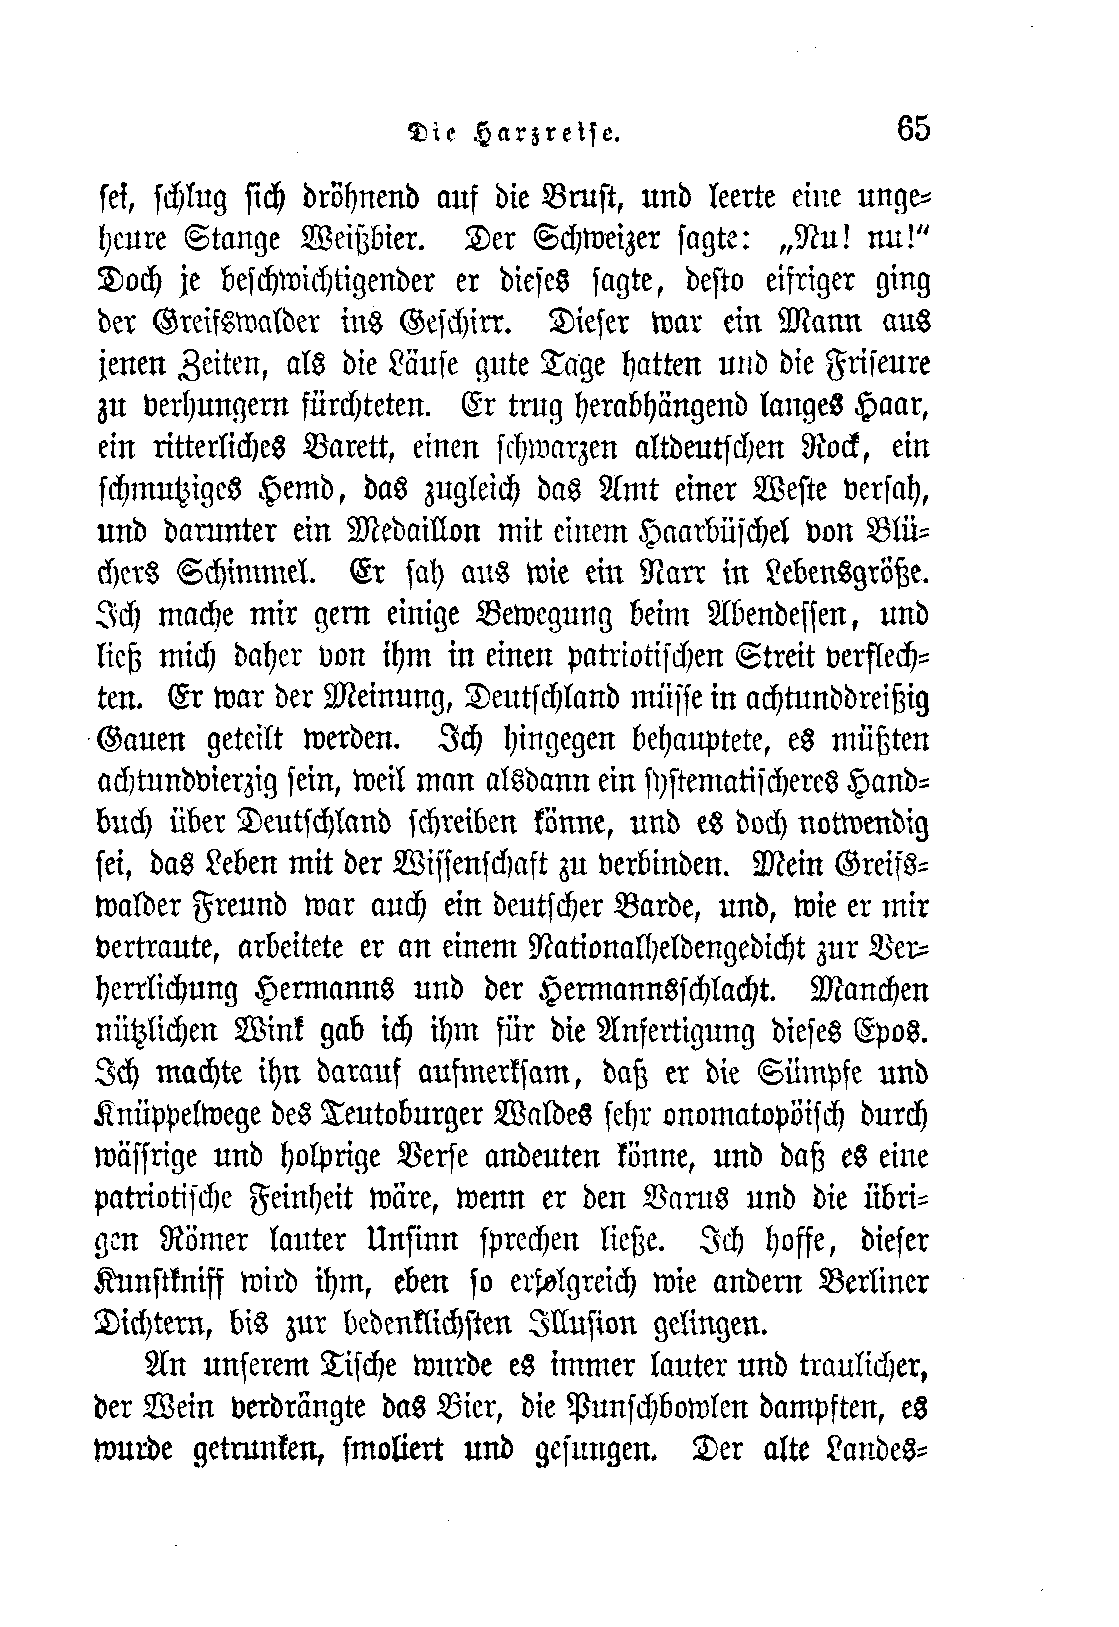 Die Harzreise. 65
sei, schlug sich dröhnend auf die Brust, und leerte eine unge-
heure Stange Weißbier. Der Schweizer sagte: „Nu! nu!“
Doch je beschwichtigender er dieses sagte, desto eifriger ging
der Greifswalder ins Geschirr. Dieser war ein Mann aus
jenen Zeiten, als die Läuse gute Tage hatten und die Friseure
zu verhungern fürchteten. Er trug herabhängend langes Haar,
ein ritterliches Barett, einen schwarzen altdeutschen Rock, ein
schmutziges Hemd, das zugleich das Amt einer Weste versah,
und darunter ein Medaillon mit einem Haarbüschel von Blü-
chers Schimmel. Er sah aus wie ein Narr in Lebensgröße.
Ich mache mir gern einige Bewegung beim Abendessen, und
ließ mich daher von ihm in einen patriotischen Streit verflech-
ten. Er war der Meinung, Deutschland müsse in achtunddreißig
Gauen geteilt werden. Ich hingegen behauptete, es müßten
achtundvierzig sein, weil man alsdann ein systematischeres Hand-
buch über Deutschland schreiben könne, und es doch notwendig
sei, das Leben mit der Wissenschaft zu verbinden. Mein Greifs-
walder Freund war auch ein deutscher Barde, und, wie er mir
vertraute, arbeitete er an einem Nationalheldengedicht zur Ver-
herrlichung Hermanns und der Hermannsschlacht. Manchen
nützlichen Wink gab ich ihm für die Anfertigung dieses Epos.
Ich machte ihn darauf aufmerksam, daß er die Sümpfe und
Knüppelwege des Teutoburger Waldes sehr onomatopöisch durch
wässrige und holprige Verse andeuten könne, und daß es eine
patriotische Feinheit wäre, wenn er den Varus und die übri-
gen Römer lauter Unsinn sprechen ließe. Ich hoffe, dieser
Kunstkniff wird ihm, eben so erfolgreich wie andern Berliner
Dichtern, bis zur bedenklichsten Illusion gelingen.
An unserem Tische wurde es immer lauter und traulicher,
der Wein verdrängte das Bier, die Punschbowlen dampften, es
wurde getrunken, smoliert und gesungen. Der alte Landes-